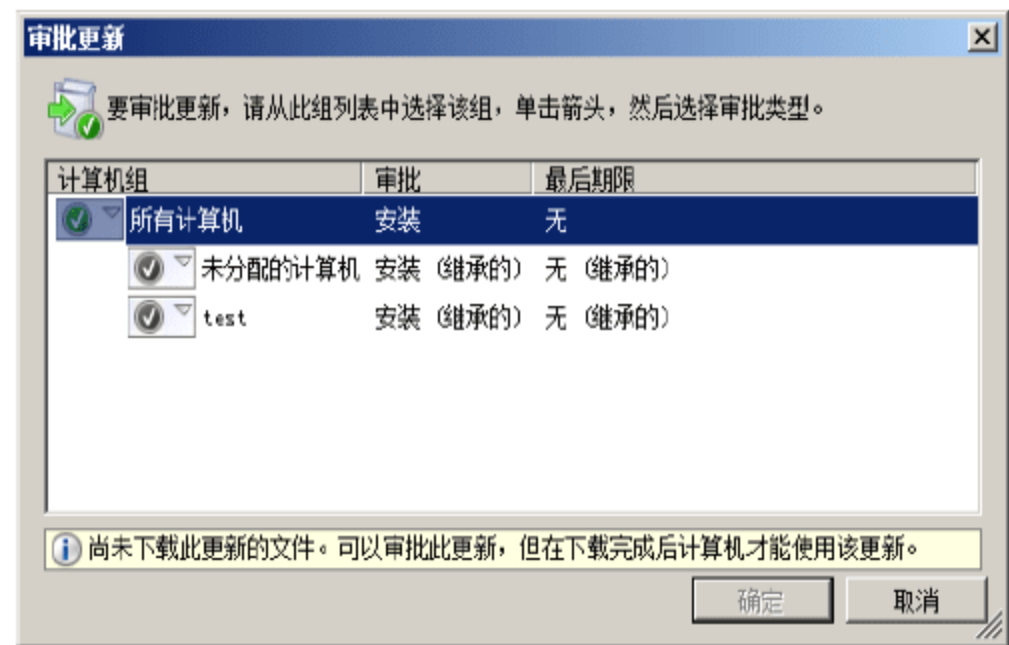 审批更新
要审批更新，请从此组列表中选择该组，单击箭头，然后选择审批类型。
计算机组 审批 最后期限
所有计算机 安装 无
未分配的计算机 安装（继承的） 无（继承的）
test 安装（继承的） 无（继承的）
尚未下载此更新的文件。可以审批此更新，但在下载完成后计算机才能使用该更新。
确定 取消